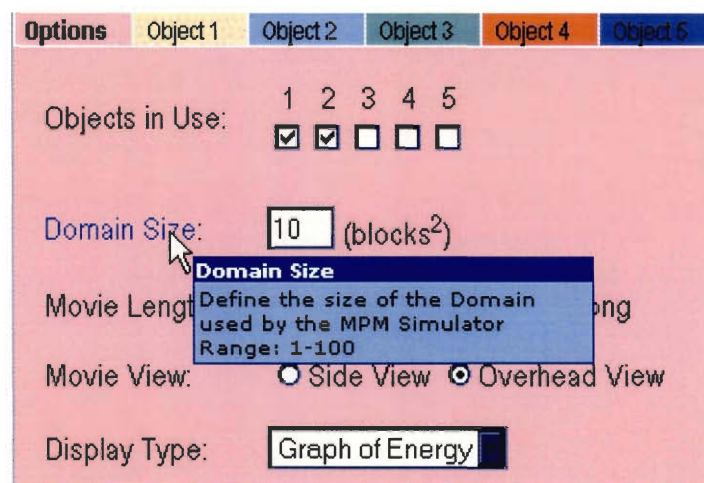 Options Object 1 Object 2 Object 3 Object 4 Object 5
1 2 3 4 5
Objects in Use:
Domain Size: 10 (blocks²)
Domain Size
Define the size of the Domain
used by the MPM Simulator
Range: 1-100
Movie Lengt ong
Movie View: Side View Overhead View
Display Type: Graph of Energy